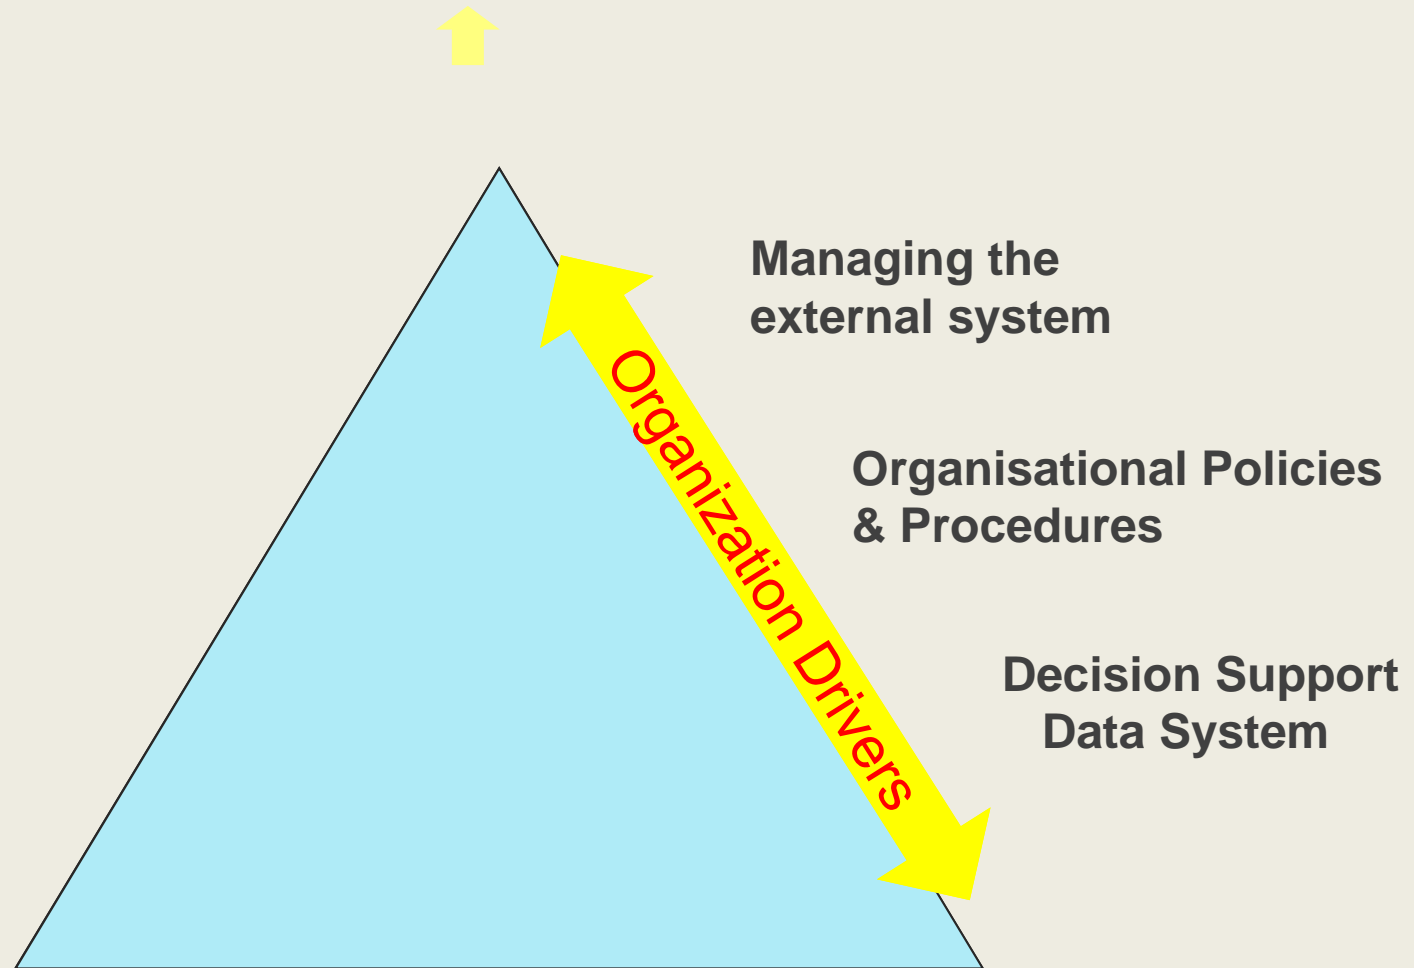 Managing the
external system
Organization Drivers
Organisational Policies
& Procedures
Decision Support
Data System